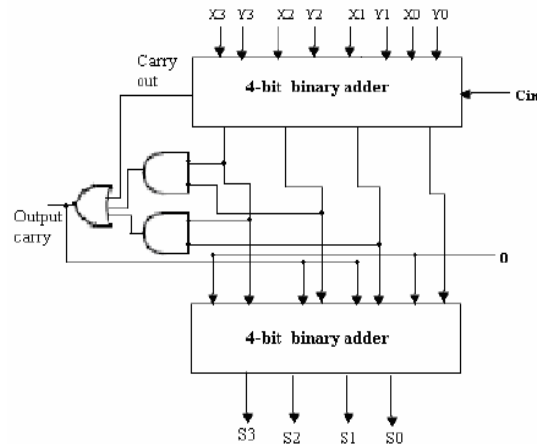 X3 Y3 X2 Y2 X1 Y1 X0 Y0
Carry
out
4-bit binary adder
Cin
Output
carry
0
4-bit binary adder
S3 S2 S1 S0